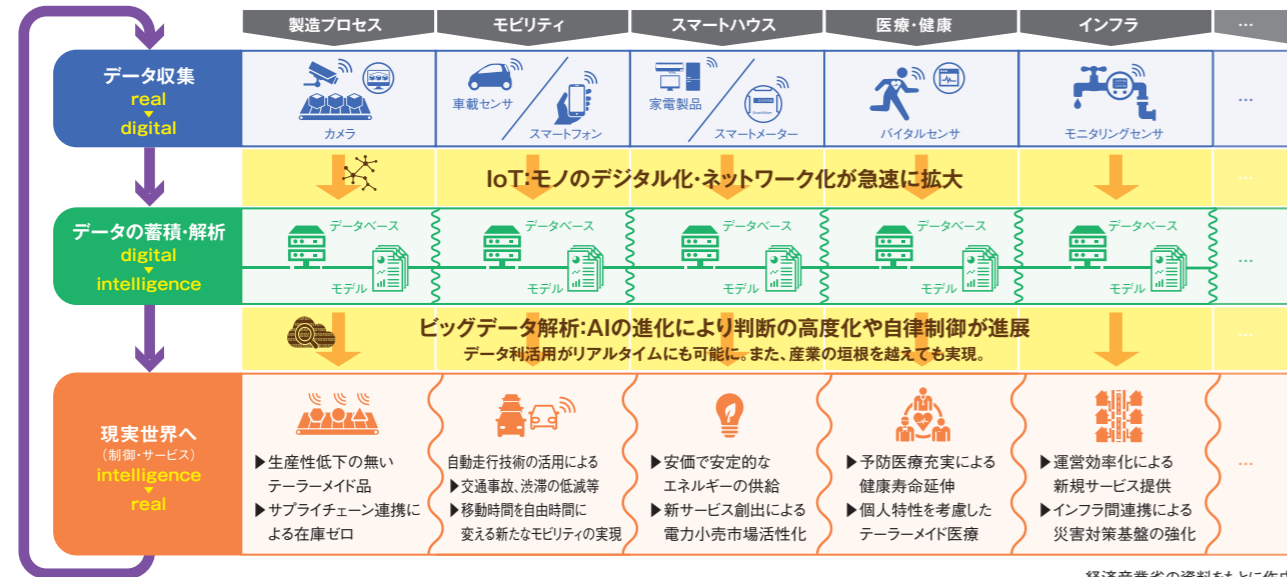 製造プロセス
モビリティ
スマートハウス
医療・健康
インフラ
…
データ収集
real
digital
カメラ
車載センサ
スマートフォン
家電製品
スマートメーター
バイタルセンサ
モニタリングセンサ
…
IoT:モノのデジタル化・ネットワーク化が急速に拡大
…
データの蓄積・解析
digital
intelligence
データベース
モデル
データベース
モデル
データベース
モデル
データベース
モデル
データベース
モデル
…
ビッグデータ解析:AIの進化により判断の高度化や自律制御が進展
データ利活用がリアルタイムにも可能に。また、産業の垣根を越えても実現。
…
現実世界へ
(制御・サービス)
intelligence
real
▶生産性低下の無い
テーラーメイド品
▶サプライチェーン連携に
よる在庫ゼロ
自動走行技術の活用による
▶交通事故、渋滞の低減等
▶移動時間を自由時間に
変える新たなモビリティの実現
▶安価で安定的な
エネルギーの供給
▶新サービス創出による
電力小売市場活性化
▶予防医療充実による
健康寿命延伸
▶個人特性を考慮した
テーラーメイド医療
▶運営効率化による
新規サービス提供
▶インフラ間連携による
災害対策基盤の強化
…
経済産業省の資料をもとに作成